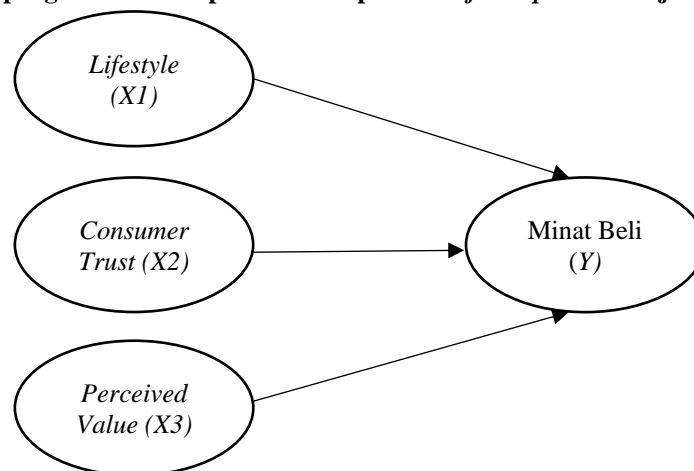 Lifestyle
(X1)
Consumer
Trust (X2)
Minat Beli
(Y)
Perceived
Value (X3)